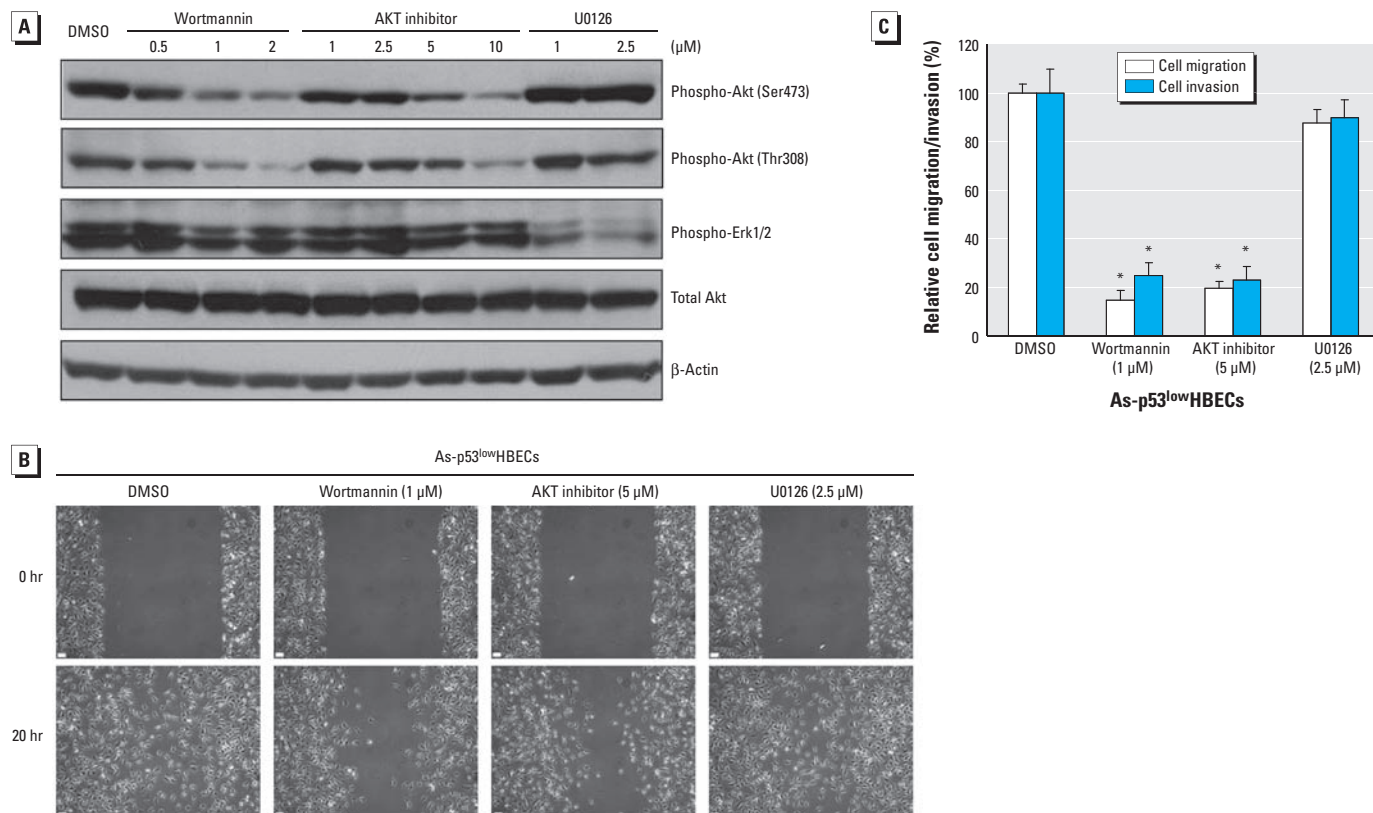 A
DMSO
Wortmannin
AKT inhibitor
U0126
0.5 1 2 1 2.5 5 10 1 2.5 (µM)
Phospho-Akt (Ser473)
Phospho-Akt (Thr308)
Phospho-Erk1/2
Total Akt
β-Actin
C
Relative cell migration/invasion (%)
120
100
80
60
40
20
0
Cell migration
Cell invasion
* * * *
DMSO
Wortmannin
(1 µM)
AKT inhibitor
(5 µM)
U0126
(2.5 µM)
As-p53lowHBECs
B
As-p53lowHBECs
DMSO Wortmannin (1 µM) AKT inhibitor (5 µM) U0126 (2.5 µM)
0 hr
20 hr